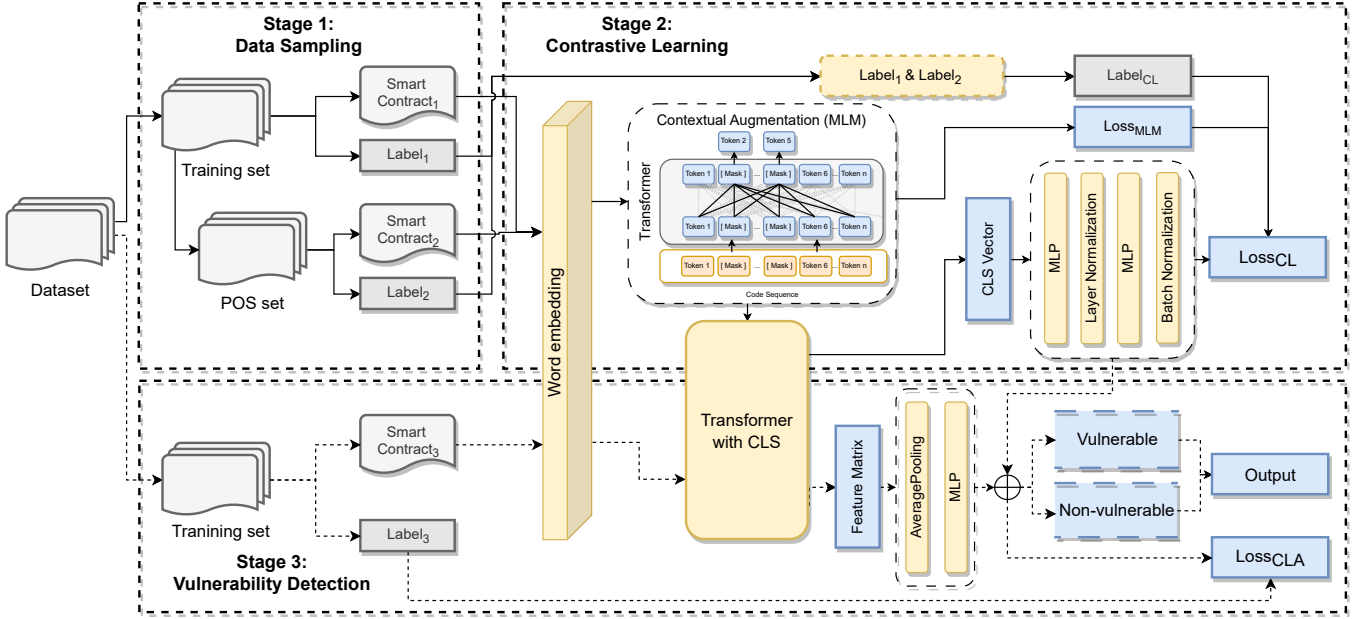 Stage 1:
Data Sampling
Stage 2:
Contrastive Learning
Smart
Contract1
Label1
Training set
Smart
Contract2
Label2
POS set
Dataset
Word embedding
Label1 & Label2
LabelCL
Contextual Augmentation (MLM)
LossMLM
Token 2
Token 5
Transformer
Token 1
[ Mask ]
...
[ Mask ]
Token 6
Token n
Token 1
[ Mask ]
...
[ Mask ]
Token 6
Token n
Token 1
[ Mask ]
...
[ Mask ]
Token 6
Token n
Code Sequence
CLS Vector
MLP
Layer Normalization
MLP
Batch Normalization
LossCL
Transformer
with CLS
Smart
Contract3
Label3
Tranining set
Stage 3:
Vulnerability Detection
Feature Matrix
AveragePooling
MLP
Vulnerable
Non-vulnerable
Output
LossCLA